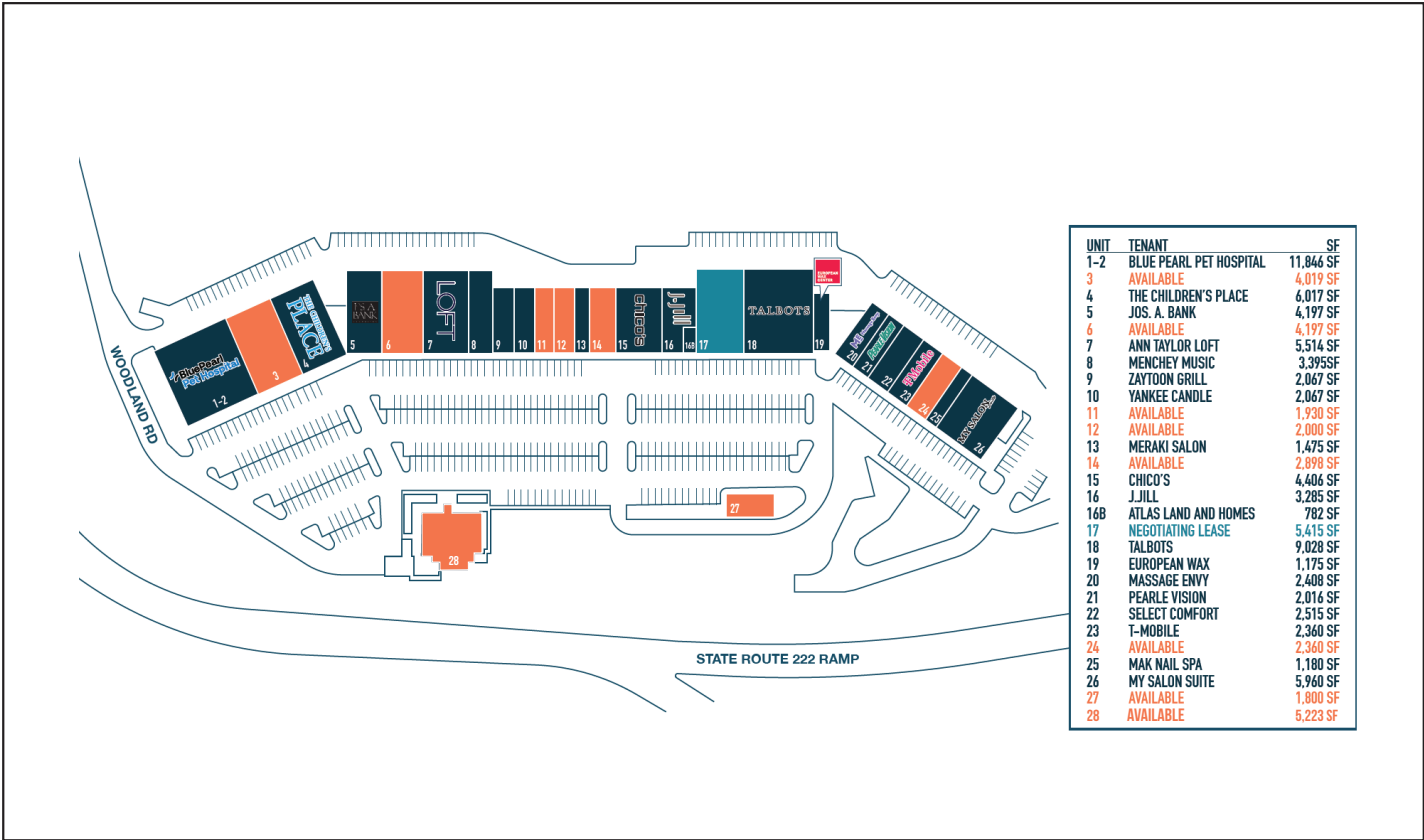 UNIT TENANT SF
1-2 BLUE PEARL PET HOSPITAL 11,846 SF
3 AVAILABLE 4,019 SF
4 THE CHILDREN'S PLACE 6,017 SF
5 JOS. A. BANK 4,197 SF
6 AVAILABLE 4,197 SF
7 ANN TAYLOR LOFT 5,514 SF
8 MENCHEY MUSIC 3,395SF
9 ZAYTOON GRILL 2,067 SF
10 YANKEE CANDLE 2,067 SF
11 AVAILABLE 1,930 SF
12 AVAILABLE 2,000 SF
13 MERAKI SALON 1,475 SF
14 AVAILABLE 2,898 SF
15 CHICO'S 4,406 SF
16 J.JILL 3,285 SF
16B ATLAS LAND AND HOMES 782 SF
17 NEGOTIATING LEASE 5,415 SF
18 TALBOTS 9,028 SF
19 EUROPEAN WAX 1,175 SF
20 MASSAGE ENVY 2,408 SF
21 PEARLE VISION 2,016 SF
22 SELECT COMFORT 2,515 SF
23 T-MOBILE 2,360 SF
24 AVAILABLE 2,360 SF
25 MAK NAIL SPA 1,180 SF
26 MY SALON SUITE 5,960 SF
27 AVAILABLE 1,800 SF
28 AVAILABLE 5,223 SF
WOODLAND RD
BluePearl
Pet Hospital
1-2
3
THE CHILDREN'S
PLACE
4
BANK
5
6
LOFT
7
8
9
10
11
12
13
14
chico's
15
J.Jill
16
16B
17
TALBOTS
18
EUROPEAN
WAX
CENTER
19
20
21
22
T Mobile
23
24
25
MY SALON
26
27
28
STATE ROUTE 222 RAMP